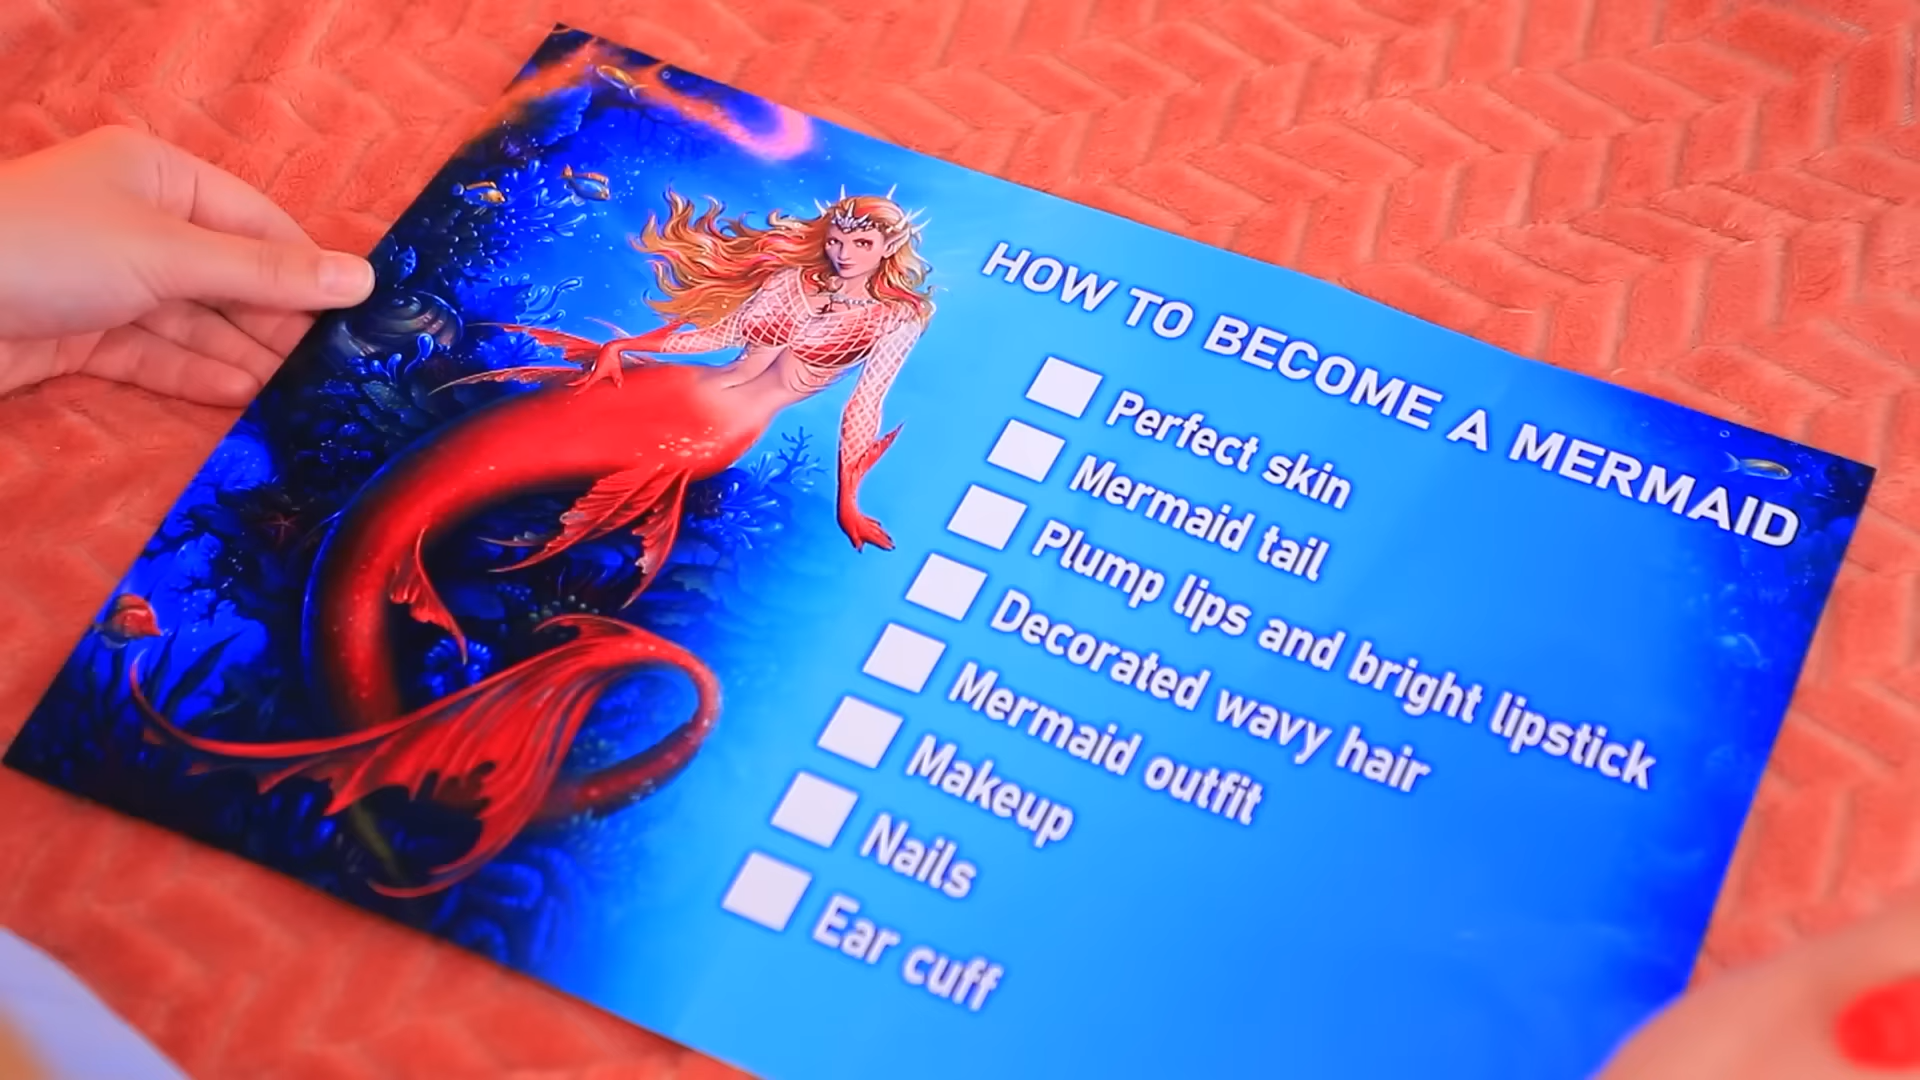 HOW TO BECOME A MERMAID
Perfect skin
Mermaid tail
Plump lips and bright lipstick
Decorated wavy hair
Mermaid outfit
Makeup
Nails
Ear cuff